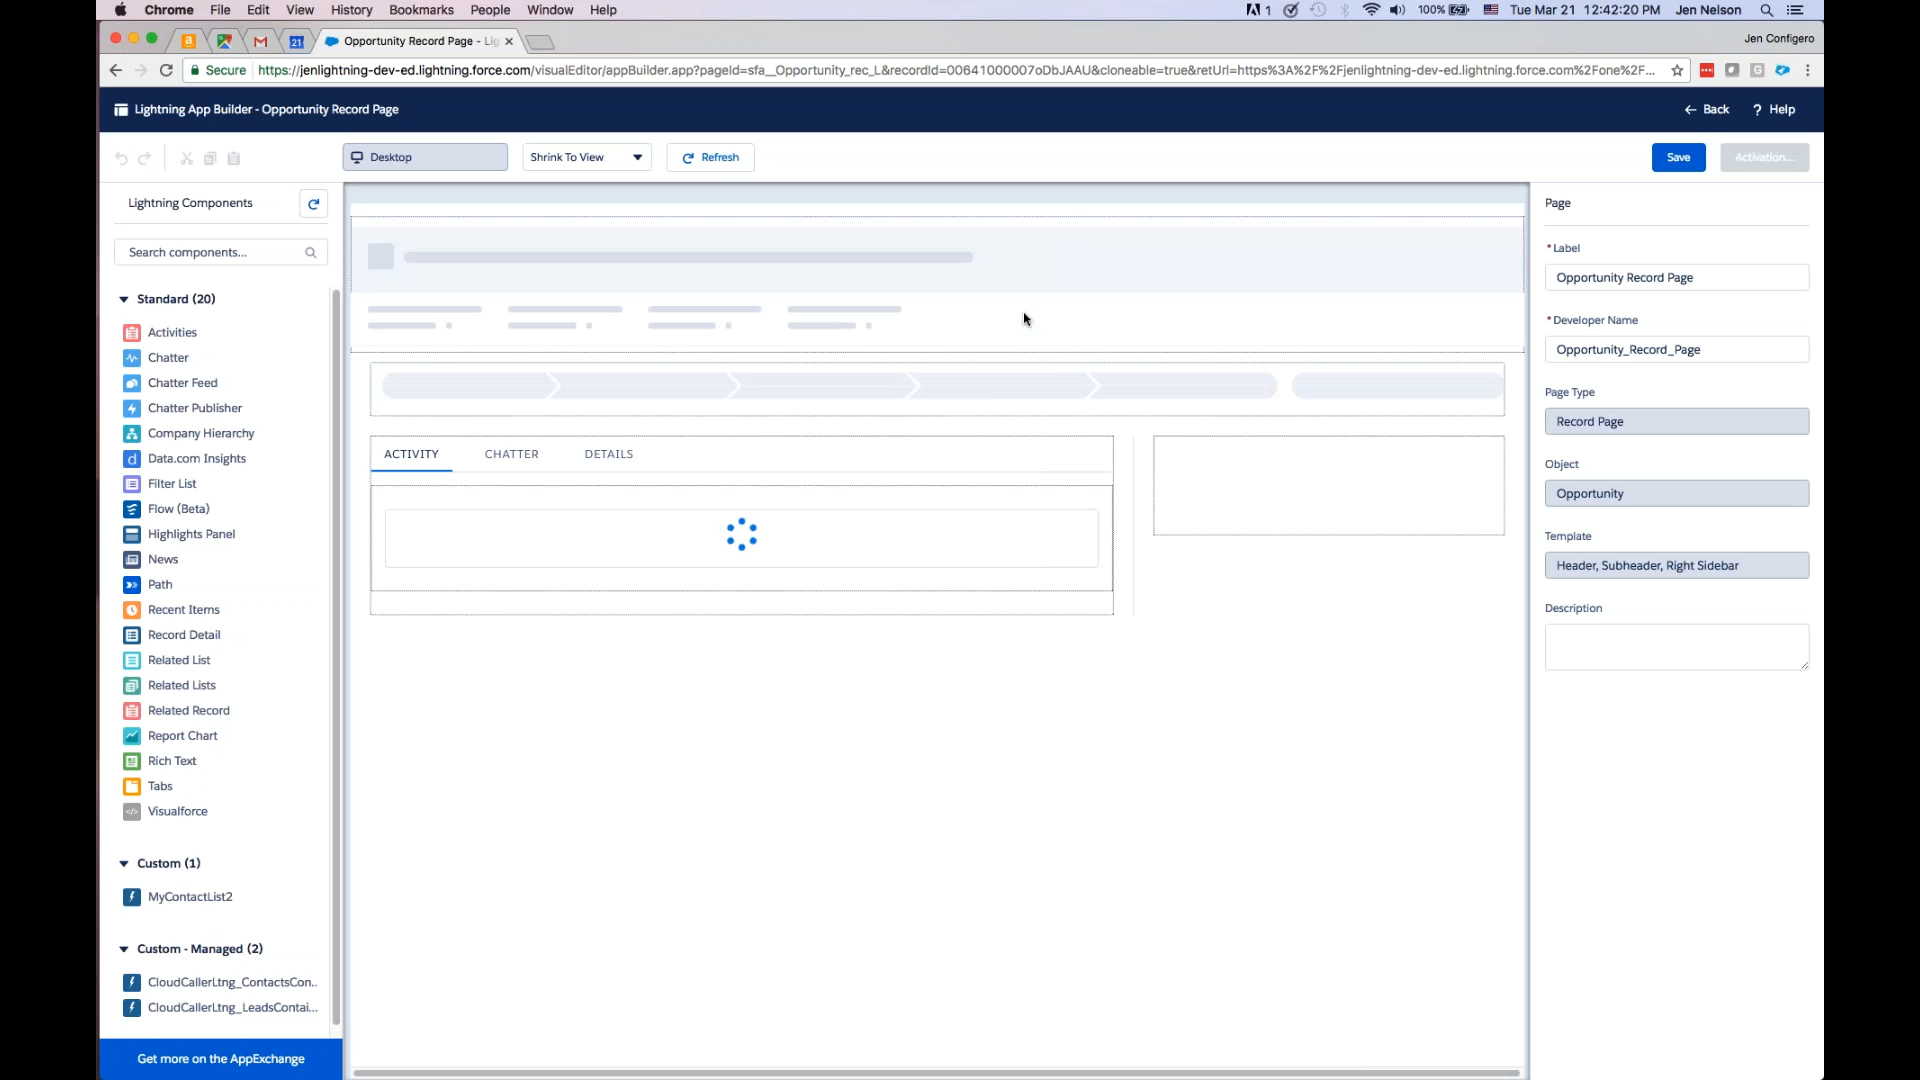 Chrome File Edit View History Bookmarks People Window Help
1 100% Tue Mar 21 12:42:20 PM Jen Nelson
Opportunity Record Page - Lig
Jen Configero
Secure https://jenlightning-dev-ed.lightning.force.com/visualEditor/appBuilder.app?pageId=sfa__Opportunity_rec_L&recordId=00641000007oDbJAAU&cloneable=true&retUrl=https%3A%2F%2Fjenlightning-dev-ed.lightning.force.com%2Fone%2F...
Lightning App Builder - Opportunity Record Page
Back
? Help
Desktop
Shrink To View
Refresh
Save
Activation...
Lightning Components
Search components...
Standard (20)
Activities
Chatter
Chatter Feed
Chatter Publisher
Company Hierarchy
Data.com Insights
Filter List
Flow (Beta)
Highlights Panel
News
Path
Recent Items
Record Detail
Related List
Related Lists
Related Record
Report Chart
Rich Text
Tabs
Visualforce
Custom (1)
MyContactList2
Custom - Managed (2)
CloudCallerLtng_ContactsCon...
CloudCallerLtng_LeadsContai...
Get more on the AppExchange
ACTIVITY CHATTER DETAILS
Page
*Label
Opportunity Record Page
*Developer Name
Opportunity_Record_Page
Page Type
Record Page
Object
Opportunity
Template
Header, Subheader, Right Sidebar
Description